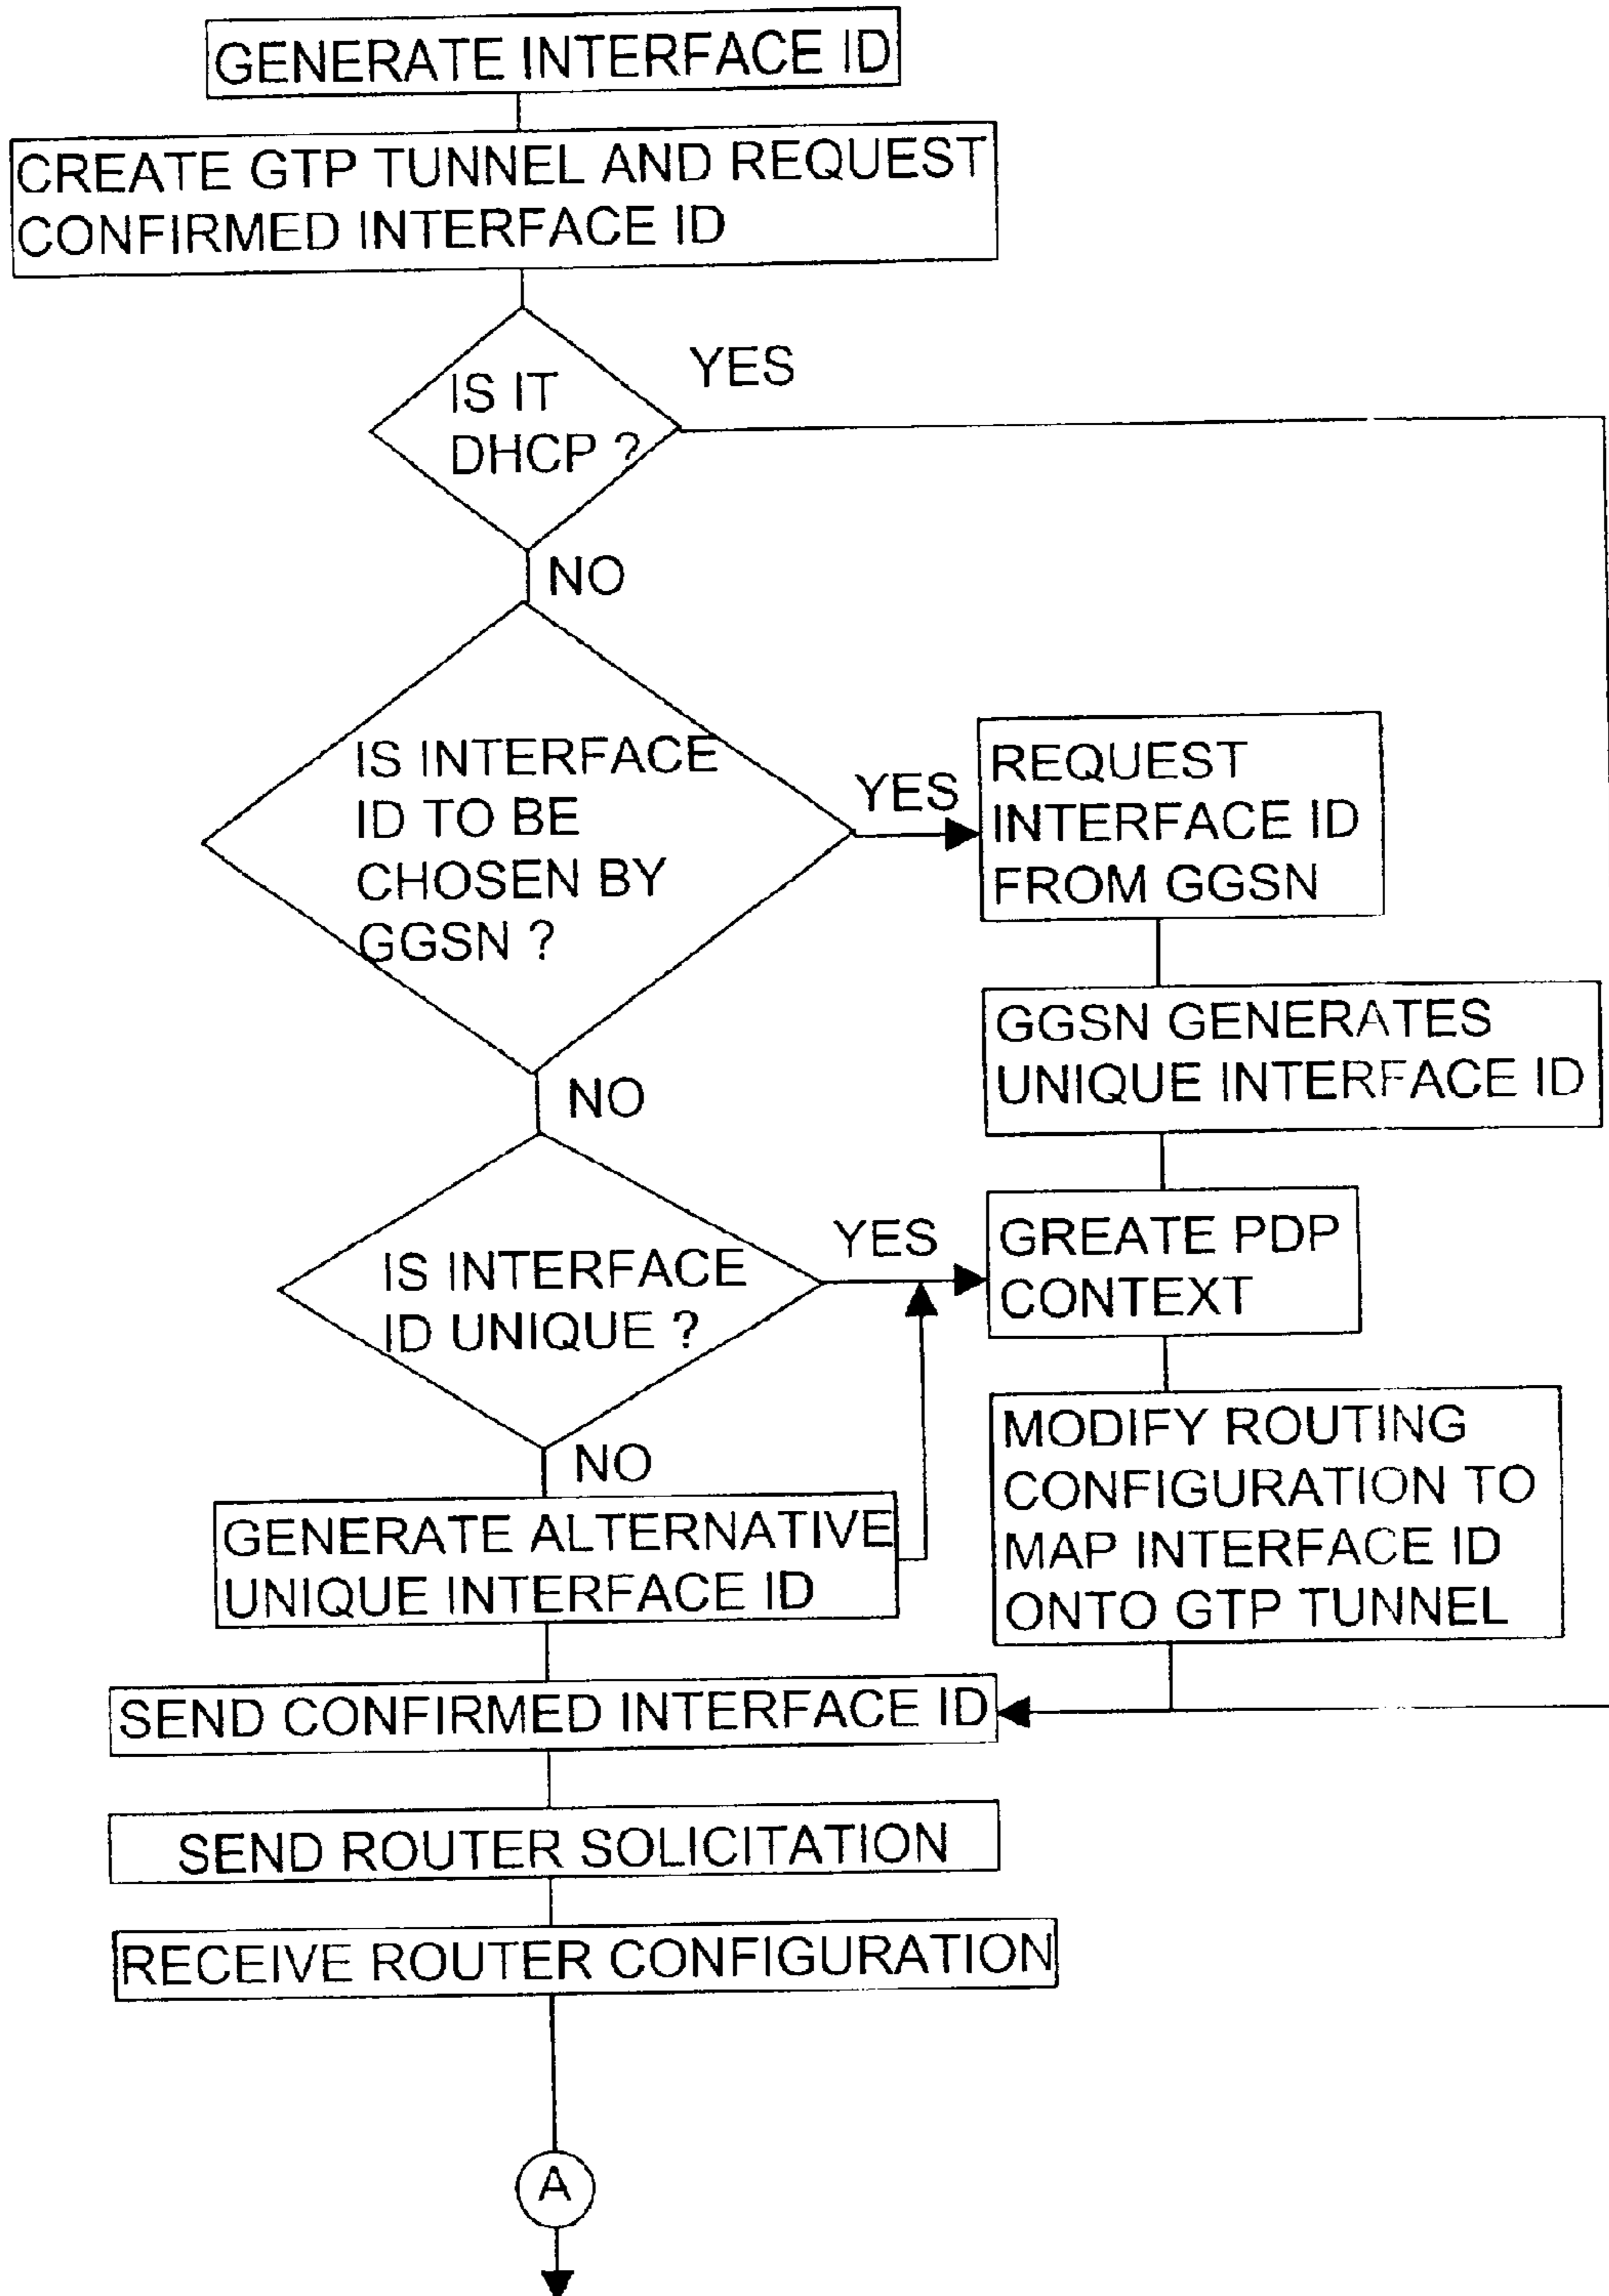 GENERATE INTERFACE ID
CREATE GTP TUNNEL AND REQUEST
CONFIRMED INTERFACE ID
IS IT
DHCP ?
YES
NO
IS INTERFACE
ID TO BE
CHOSEN BY
GGSN ?
YES
REQUEST
INTERFACE ID
FROM GGSN
GGSN GENERATES
UNIQUE INTERFACE ID
NO
IS INTERFACE
ID UNIQUE ?
YES
GREATE PDP
CONTEXT
MODIFY ROUTING
CONFIGURATION TO
MAP INTERFACE ID
ONTO GTP TUNNEL
NO
GENERATE ALTERNATIVE
UNIQUE INTERFACE ID
SEND CONFIRMED INTERFACE ID
SEND ROUTER SOLICITATION
RECEIVE ROUTER CONFIGURATION
A